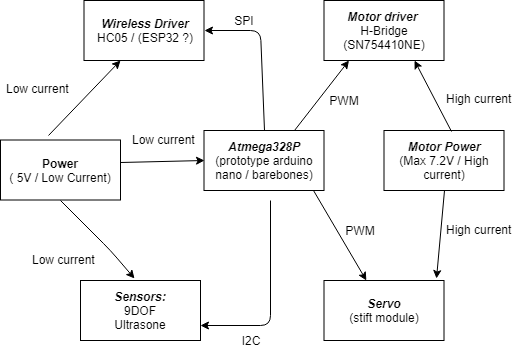 Wireless Driver
HC05 / (ESP32 ?)
SPI
Motor driver
H-Bridge
(SN754410NE)
Low current
PWM
High current
Low current
Power
( 5V / Low Current)
Atmega328P
(prototype arduino
nano / barebones)
Motor Power
(Max 7.2V / High
current)
PWM
High current
Low current
Sensors:
9DOF
Ultrasone
I2C
Servo
(stift module)